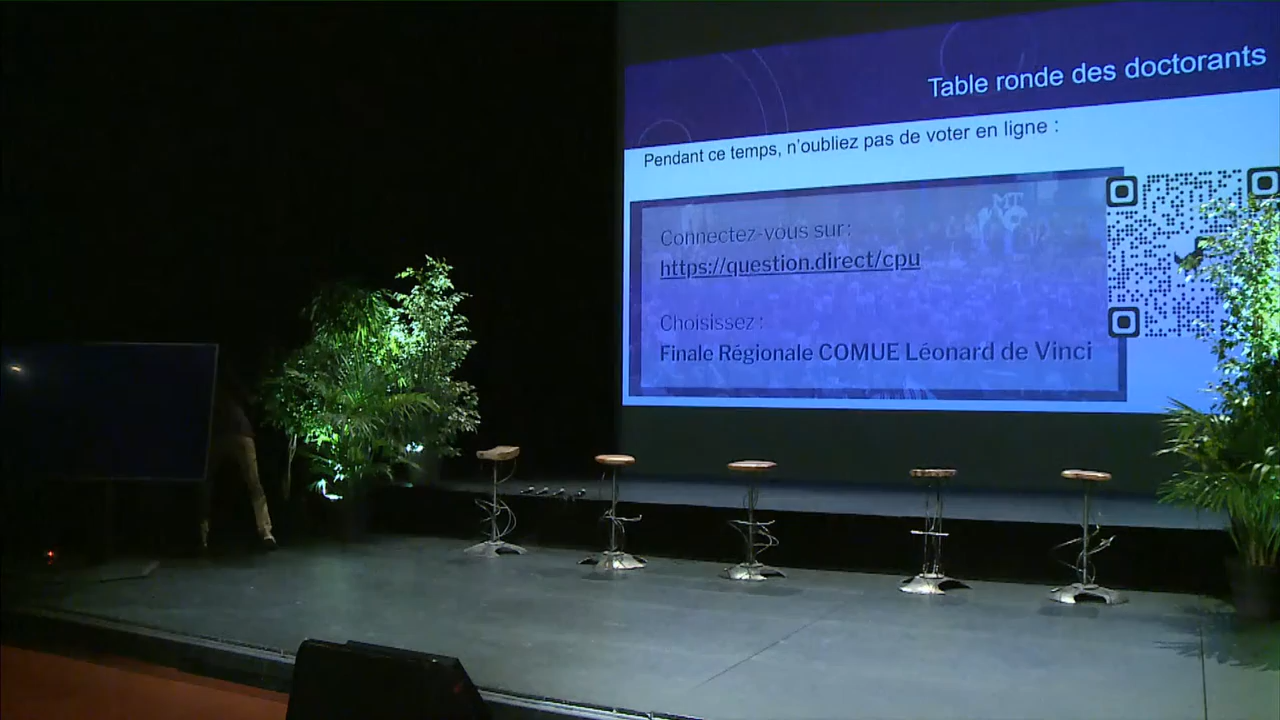 Table ronde des doctorants
Pendant ce temps, n'oubliez pas de voter en ligne :
MT
Connectez-vous sur :
https://question.direct/cpu
Choisissez :
Finale Régionale COMUE Léonard de Vinci